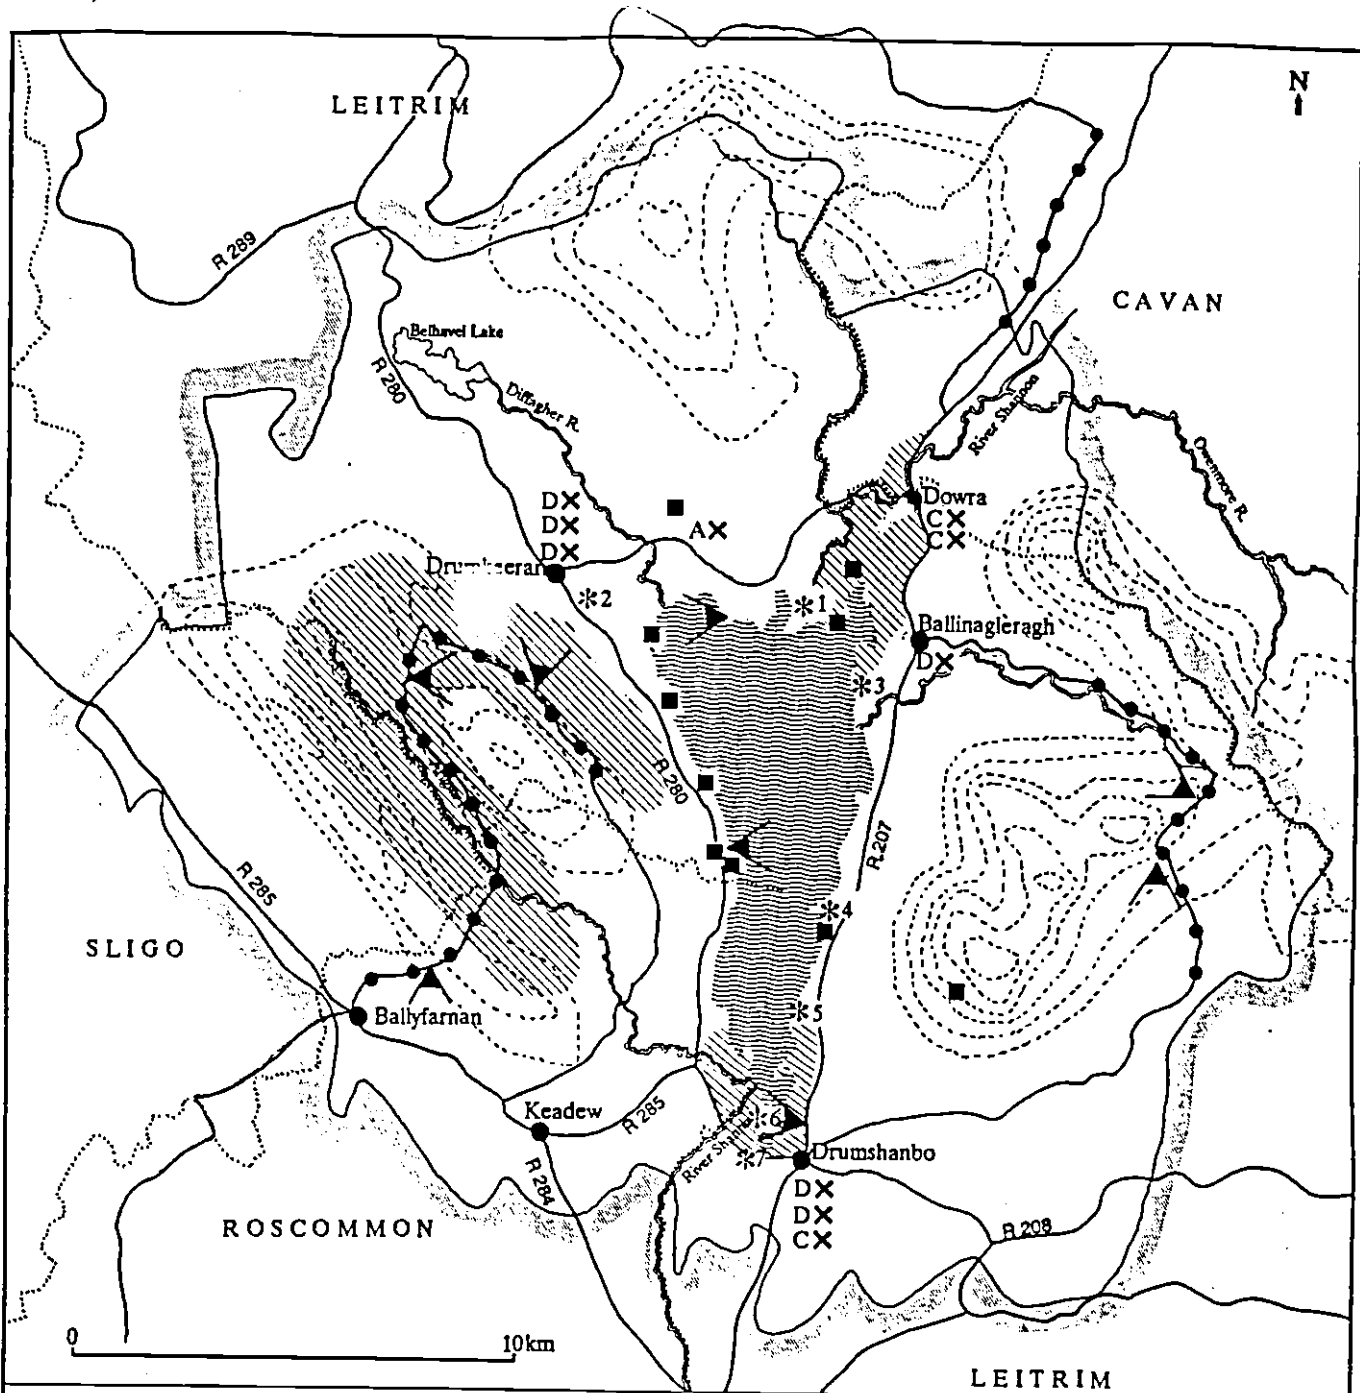 LEITRIM
N
R 289
CAVAN
Belhavel Lake
R 280
Diffagher R.
River Shannon
Owenmore R.
D
D
D
A
Dowra
C
C
2
1
Ballinagleragh
D
3
R 280
R 207
R 285
4
SLIGO
5
Ballyfarnan
Keadew
R 285
6
River
7
Drumshanbo
R 284
D
D
C
ROSCOMMON
R 208
0
10km
LEITRIM